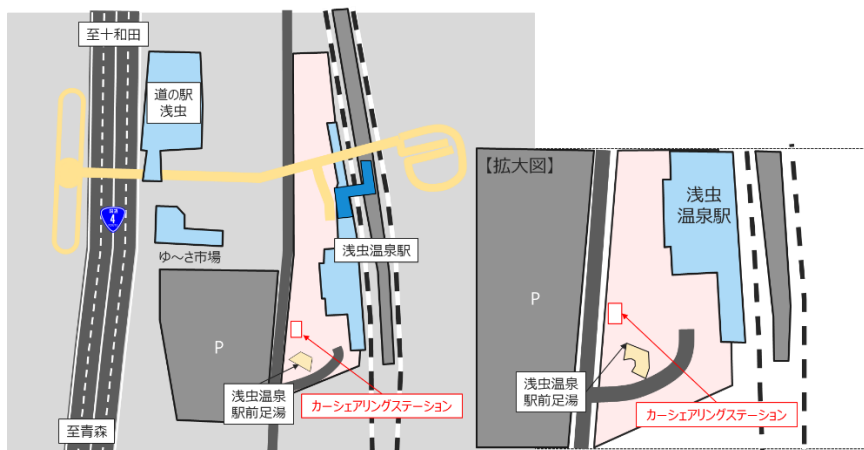 至十和田
道の駅
浅虫
国道
4
ゆ～さ市場
浅虫温泉駅
P
浅虫温泉
駅前足湯
カーシェアリングステーション
至青森
【拡大図】
浅虫
温泉駅
P
浅虫温泉
駅前足湯
カーシェアリングステーション